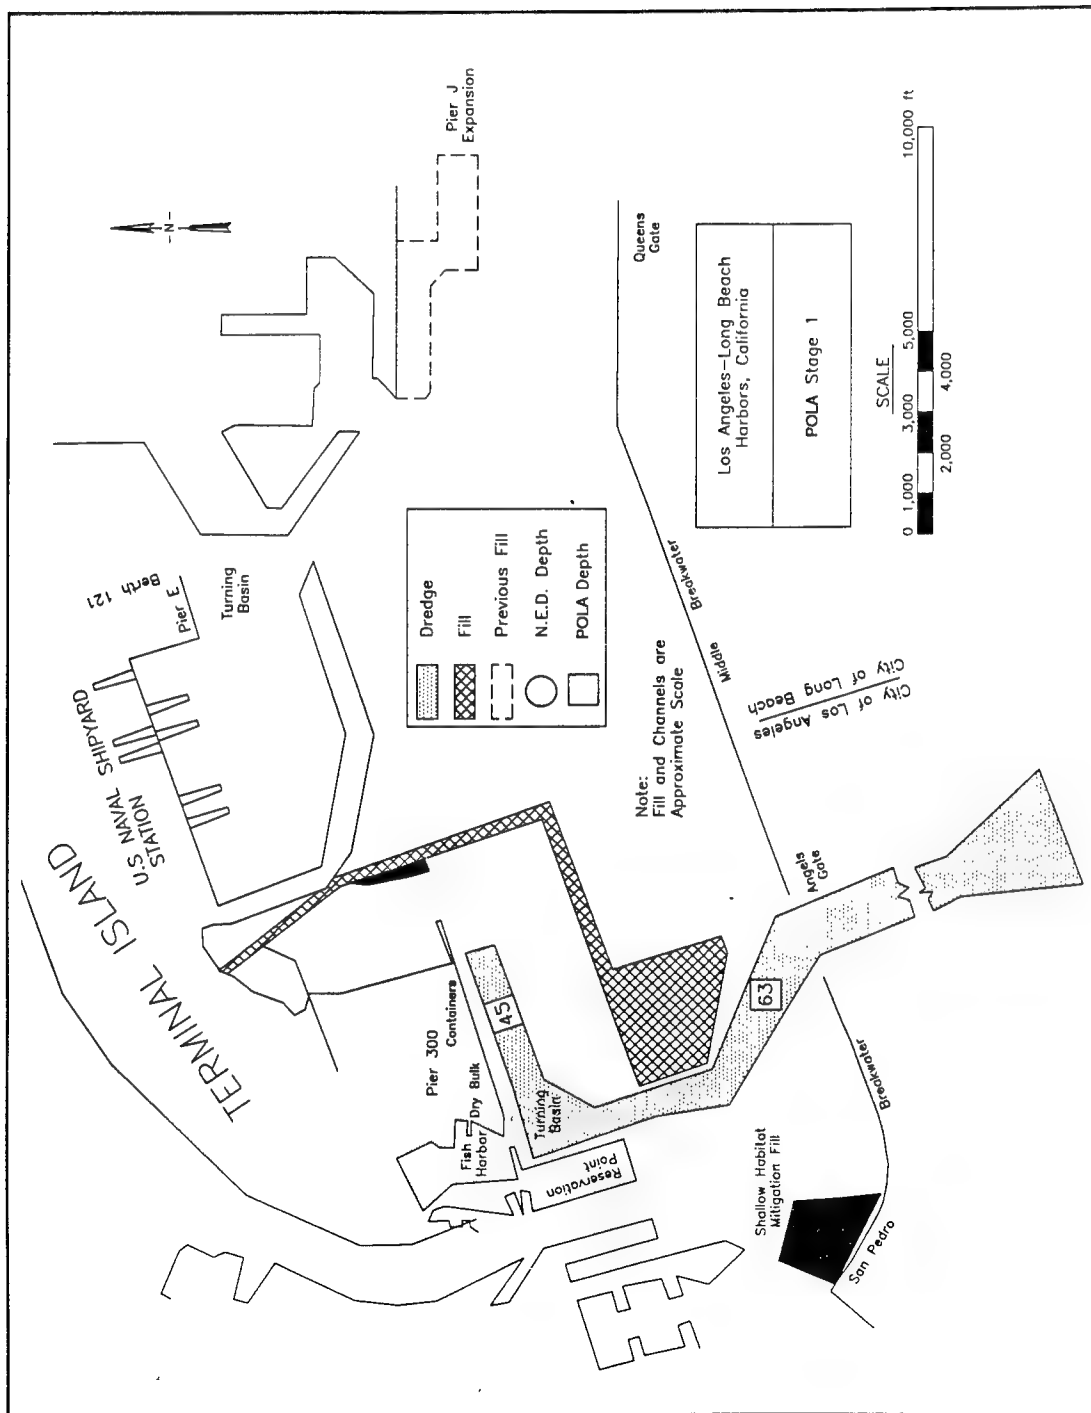 TERMINAL ISLAND
U.S NAVAL SHIPYARD
STATION
Pier E
Berth 121
Turning
Basin
-N-
Pier J
Expansion
Pier 300
Containers
Dry Bulk
Fish
Harbor
45
Turning
Basin
Reservation
Point
Dredge
Fill
Previous Fill
N.E.D. Depth
POLA Depth
Note:
Fill and Channels are
Approximate Scale
Queens
Gate
Middle
Breakwater
Angels
Gate
63
City of Los Angeles
City of Long Beach
Shallow Habitat
Mitigation Fill
San Pedro
Breakwater
Los Angeles-Long Beach
Harbors, California
POLA Stage 1
SCALE
0 1,000 3,000 5,000 10,000 ft
2,000 4,000